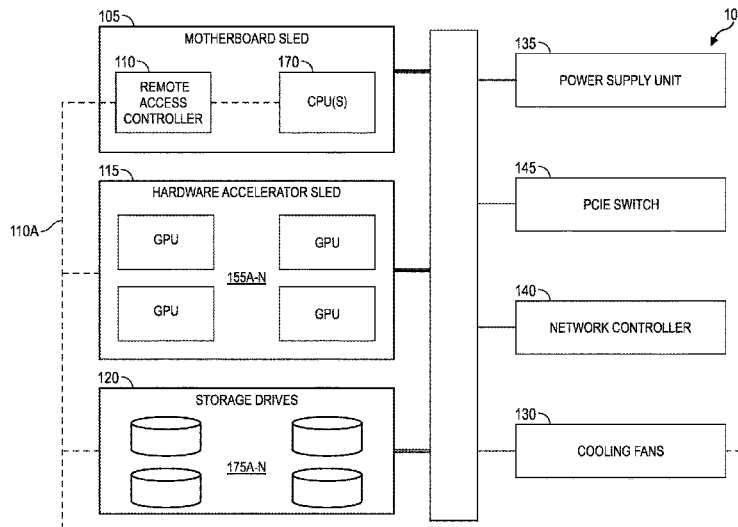 105
MOTHERBOARD SLED
110
REMOTE
ACCESS
CONTROLLER
170
CPU(S)
115
HARDWARE ACCELERATOR SLED
GPU
GPU
155A-N
GPU
GPU
110A
120
STORAGE DRIVES
175A-N
10
135
POWER SUPPLY UNIT
145
PCIE SWITCH
140
NETWORK CONTROLLER
130
COOLING FANS